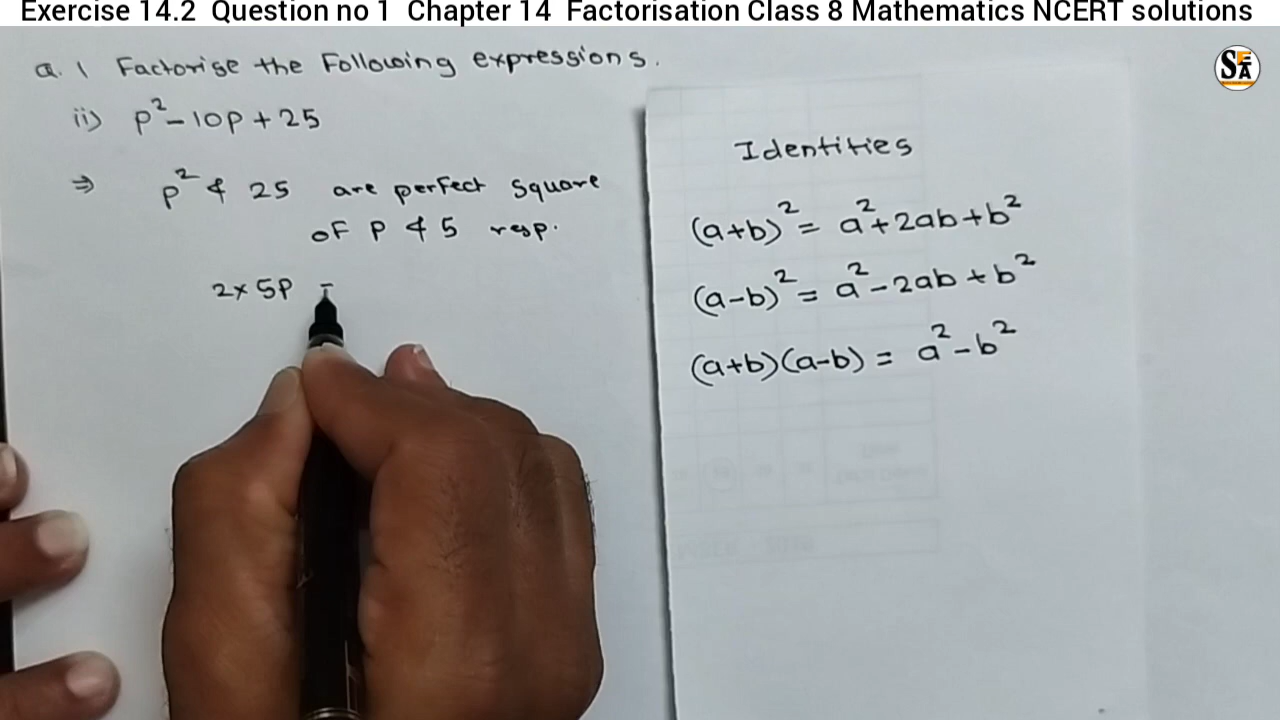 Exercise 14.2 Question no 1 Chapter 14 Factorisation Class 8 Mathematics NCERT solutions
Q. 1 Factorise the Following expressions.
ii) p² - 10p + 25
⇒ p² & 25 are perfect square
of P & 5 resp.
2 × 5P =
SEA
Identities
(a+b)² = a² + 2ab + b²
(a-b)² = a² - 2ab + b²
(a+b)(a-b) = a² - b²